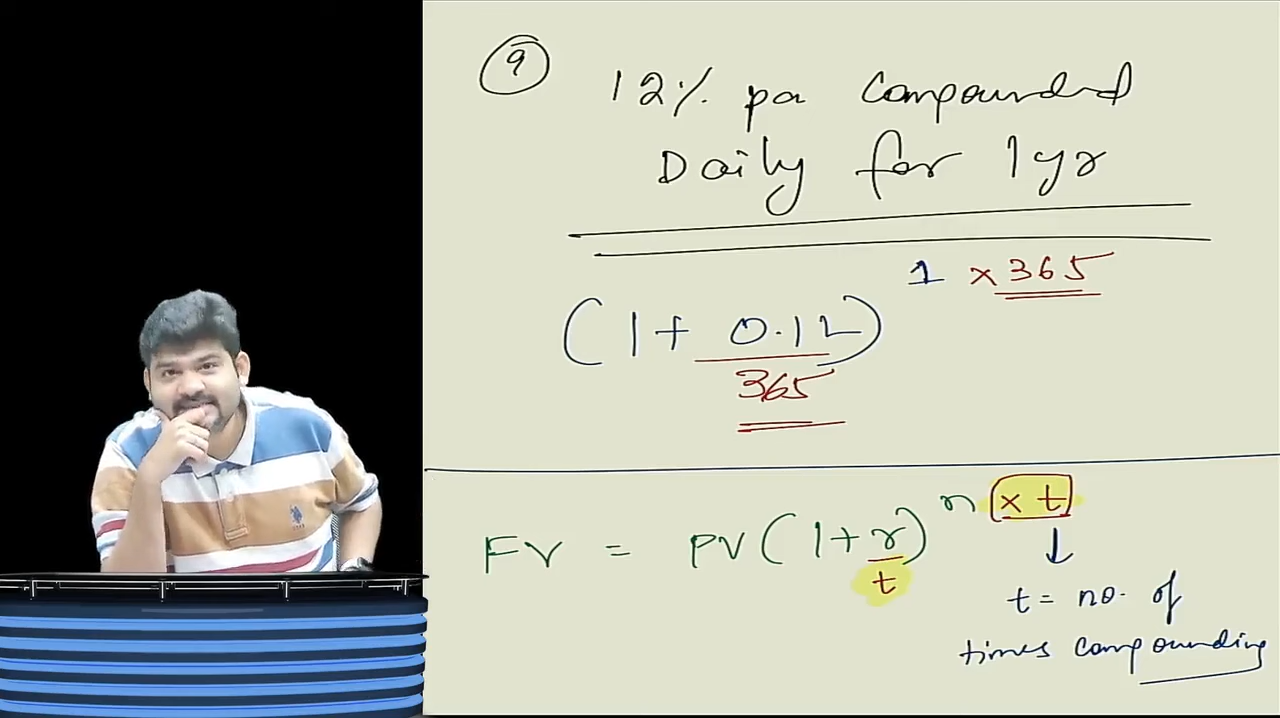 9
12% pa Compounded
Daily for 1yr
(1 + 0.12/365)^1 × 365
FV = PV(1 + r/t)^n × t
t = no. of
times compounding